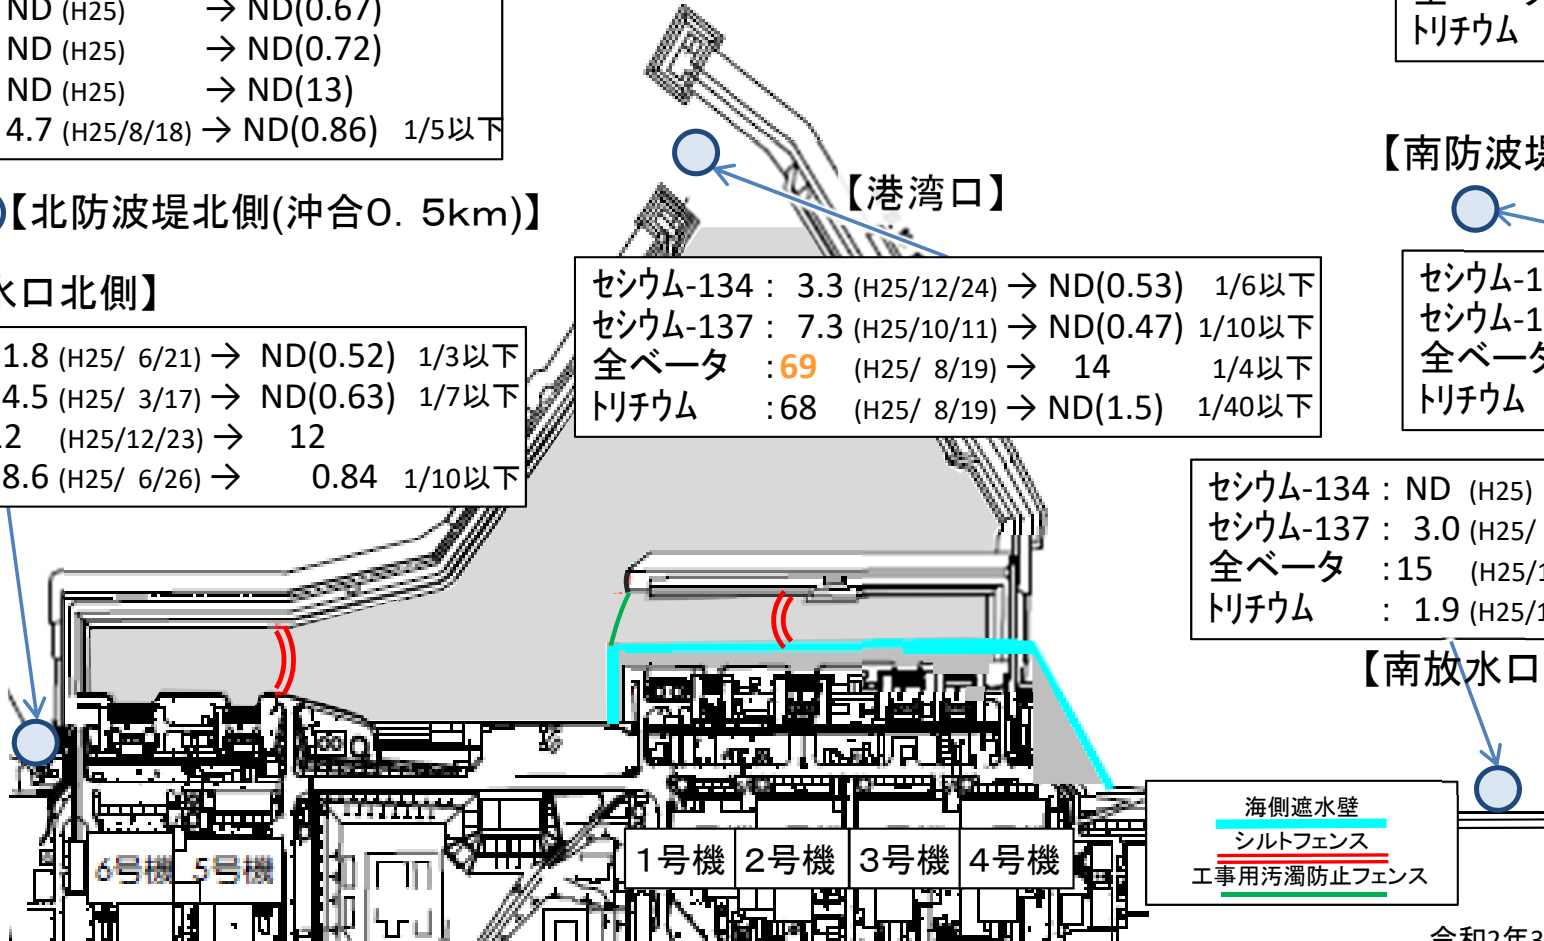 ND (H25) → ND(0.67)
ND (H25) → ND(0.72)
ND (H25) → ND(13)
4.7 (H25/8/18) → ND(0.86) 1/5以下
【北防波堤北側(沖合0.5km)】
水口北側】
1.8 (H25/ 6/21) → ND(0.52) 1/3以下
4.5 (H25/ 3/17) → ND(0.63) 1/7以下
12 (H25/12/23) → 12
8.6 (H25/ 6/26) → 0.84 1/10以下
【港湾口】
セシウム-134 : 3.3 (H25/12/24) → ND(0.53) 1/6以下
セシウム-137 : 7.3 (H25/10/11) → ND(0.47) 1/10以下
全ベータ : 69 (H25/ 8/19) → 14 1/4以下
トリチウム : 68 (H25/ 8/19) → ND(1.5) 1/40以下
トリチウム
【南防波堤
セシウム-1
セシウム-1
全ベータ
トリチウム
セシウム-134 : ND (H25)
セシウム-137 : 3.0 (H25/
全ベータ : 15 (H25/1
トリチウム : 1.9 (H25/1
【南放水口
6号機 5号機
1号機 2号機 3号機 4号機
海側遮水壁
シルトフェンス
工事用汚濁防止フェンス
令和2年3